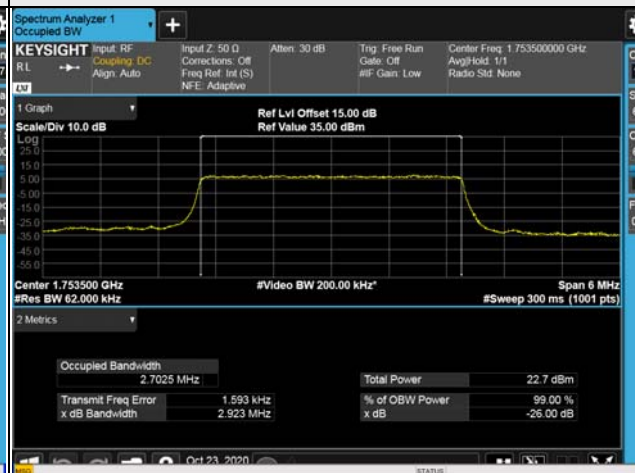 Spectrum Analyzer 1
Occupied BW
KEYSIGHT
RL
Input: RF
Coupling: DC
Align: Auto
Input Z: 50 Ω
Corrections: Off
Freq Ref: Int (S)
NFE: Adaptive
Atten: 30 dB
Trig: Free Run
Gate: Off
#IF Gain: Low
Center Freq: 1.753500000 GHz
Avg|Hold: 1/1
Radio Std: None
1 Graph
Scale/Div 10.0 dB
Ref Lvl Offset 15.00 dB
Ref Value 35.00 dBm
Log
25.0
15.0
5.00
-5.00
-15.0
-25.0
-35.0
-45.0
-55.0
Center 1.753500 GHz
#Res BW 62.000 kHz
#Video BW 200.00 kHz*
Span 6 MHz
#Sweep 300 ms (1001 pts)
2 Metrics
Occupied Bandwidth
2.7025 MHz
Transmit Freq Error 1.593 kHz
x dB Bandwidth 2.923 MHz
Total Power 22.7 dBm
% of OBW Power 99.00 %
x dB -26.00 dB
Oct 23, 2020
MSG
STATUS